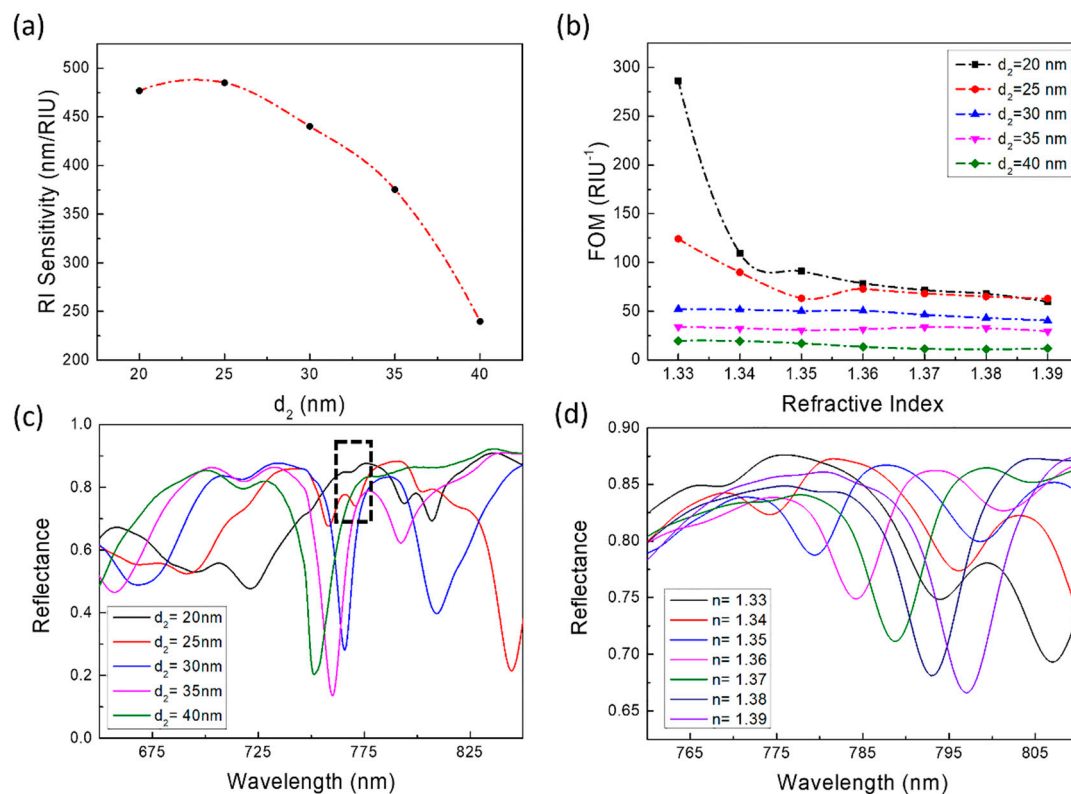 (a)
500
475
450
425
400
375
350
325
300
275
250
225
200
RI Sensitivity (nm/RIU)
20 25 30 35 40
d2 (nm)
(b)
300
250
200
150
100
50
0
FOM (RIU-1)
d2=20 nm
d2=25 nm
d2=30 nm
d2=35 nm
d2=40 nm
1.33 1.34 1.35 1.36 1.37 1.38 1.39
Refractive Index
(c)
1.0
0.8
0.6
0.4
0.2
0.0
Reflectance
d2= 20nm
d2= 25nm
d2= 30nm
d2= 35nm
d2= 40nm
675 725 775 825
Wavelength (nm)
(d)
0.90
0.85
0.80
0.75
0.70
0.65
Reflectance
n= 1.33
n= 1.34
n= 1.35
n= 1.36
n= 1.37
n= 1.38
n= 1.39
765 775 785 795 805
Wavelength (nm)